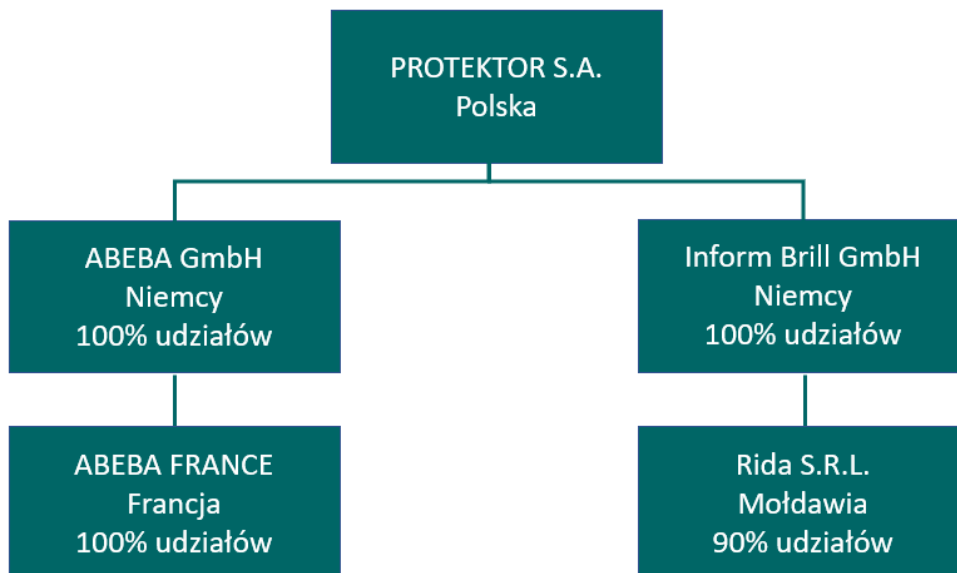 PROTEKTOR S.A.
Polska
ABEBA GmbH
Niemcy
100% udziałów
Inform Brill GmbH
Niemcy
100% udziałów
ABEBA FRANCE
Francja
100% udziałów
Rida S.R.L.
Mołdawia
90% udziałów